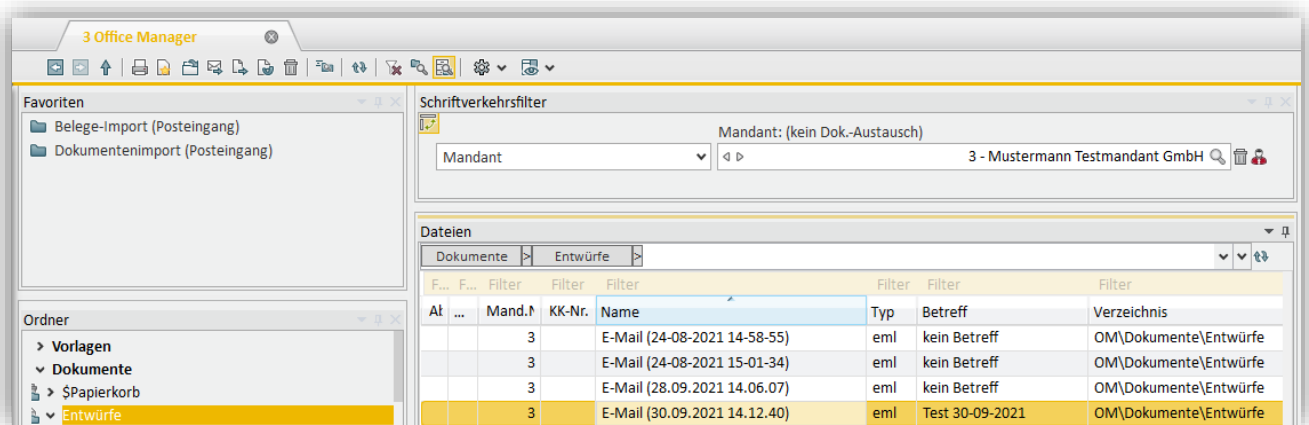 3 Office Manager
Favoriten
Belege-Import (Posteingang)
Dokumentenimport (Posteingang)
Schriftverkehrsfilter
Mandant: (kein Dok.-Austausch)
Mandant 3 - Mustermann Testmandant GmbH
Dateien
Dokumente > Entwürfe >
F... F... Filter Filter Filter Filter Filter Filter
Ordner
Al ... Mand.N KK-Nr. Name Typ Betreff Verzeichnis
> Vorlagen
3 E-Mail (24-08-2021 14-58-55) eml kein Betreff OM\Dokumente\Entwürfe
Dokumente
3 E-Mail (24-08-2021 15-01-34) eml kein Betreff OM\Dokumente\Entwürfe
> $Papierkorb
3 E-Mail (28.09.2021 14.06.07) eml kein Betreff OM\Dokumente\Entwürfe
Entwürfe
3 E-Mail (30.09.2021 14.12.40) eml Test 30-09-2021 OM\Dokumente\Entwürfe